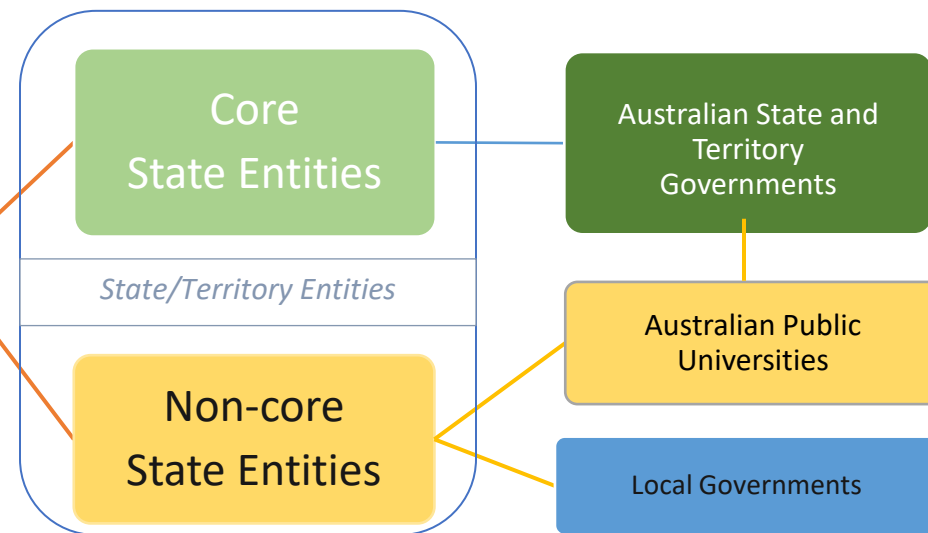 Core
State Entities
Australian State and
Territory
Governments
State/Territory Entities
Australian Public
Universities
Non-core
State Entities
Local Governments